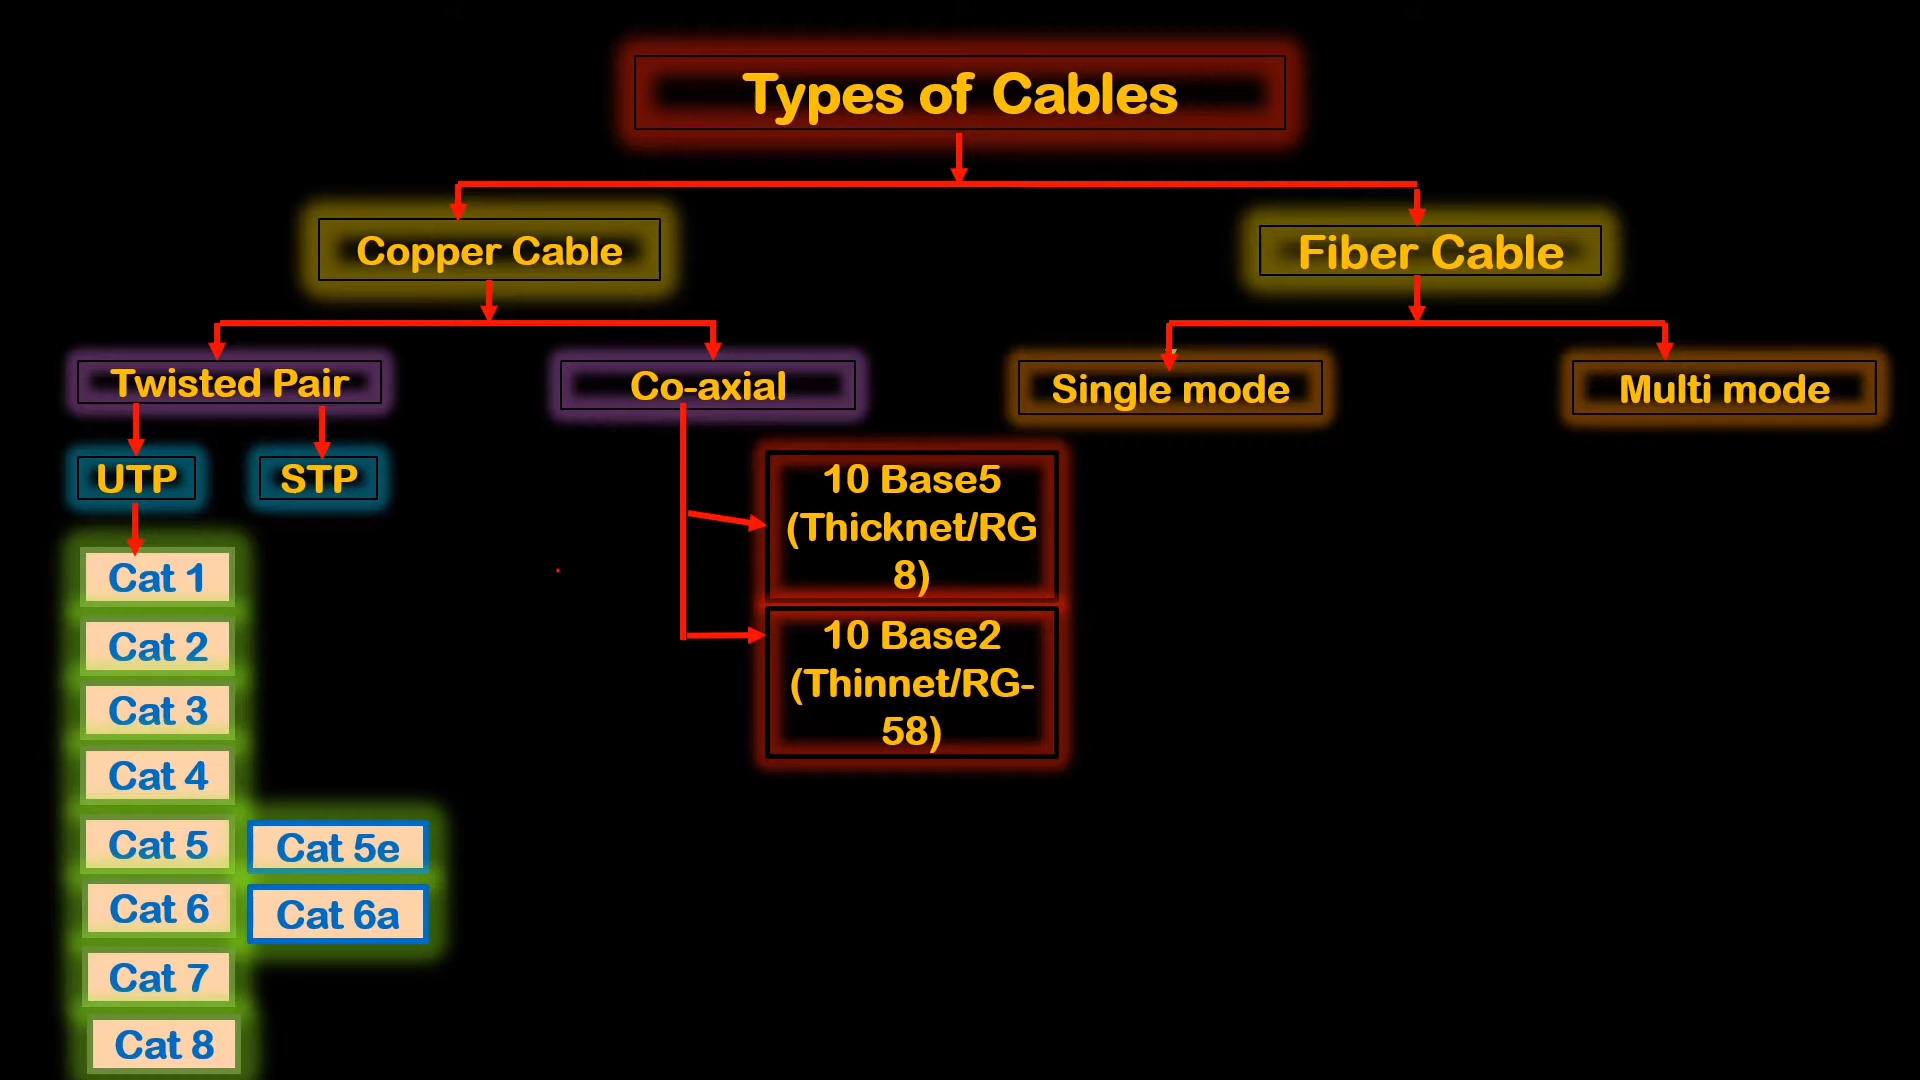 Types of Cables
Copper Cable
Fiber Cable
Twisted Pair
Co-axial
Single mode
Multi mode
UTP
STP
10 Base5
(Thicknet/RG
8)
10 Base2
(Thinnet/RG-
58)
Cat 1
Cat 2
Cat 3
Cat 4
Cat 5
Cat 5e
Cat 6
Cat 6a
Cat 7
Cat 8